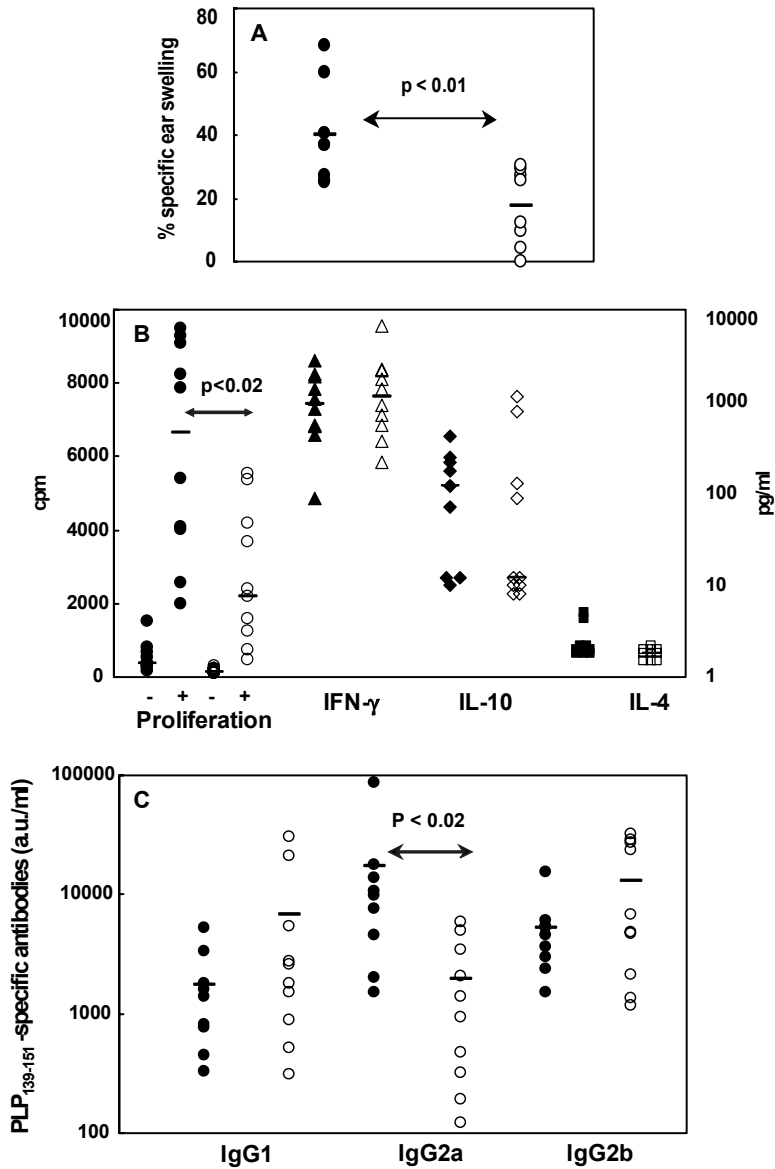 A
% specific ear swelling
80
60
40
20
0
p < 0.01
B
cpm
10000
8000
6000
4000
2000
0
p<0.02
10000
1000
100
10
1
pg/ml
- + - +
Proliferation
IFN-γ
IL-10
IL-4
C
PLP139-151 -specific antibodies (a.u./ml)
100000
10000
1000
100
P < 0.02
IgG1
IgG2a
IgG2b